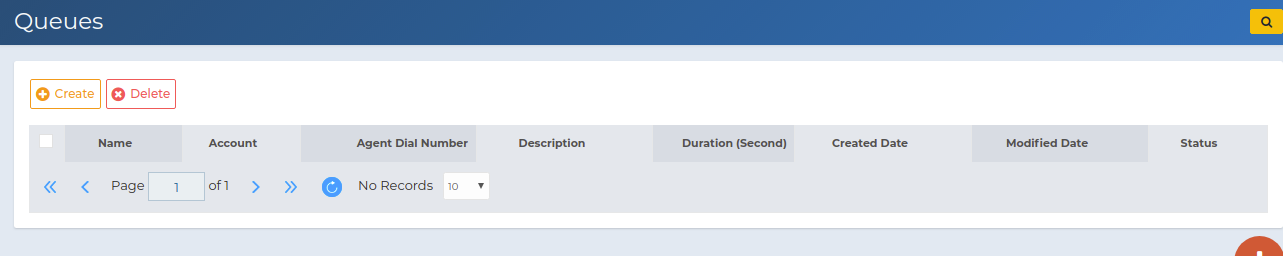 Queues
Create Delete
Name Account Agent Dial Number Description Duration (Second) Created Date Modified Date Status
Page 1 of 1 No Records 10